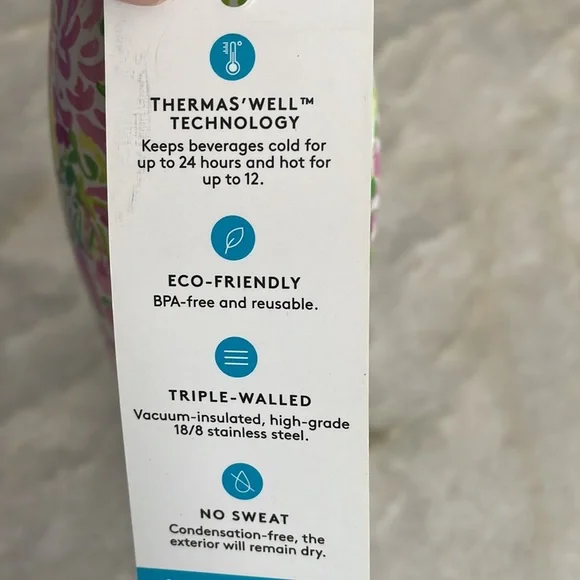 THERMAS'WELL™
TECHNOLOGY
Keeps beverages cold for
up to 24 hours and hot for
up to 12.
ECO-FRIENDLY
BPA-free and reusable.
TRIPLE-WALLED
Vacuum-insulated, high-grade
18/8 stainless steel.
NO SWEAT
Condensation-free, the
exterior will remain dry.